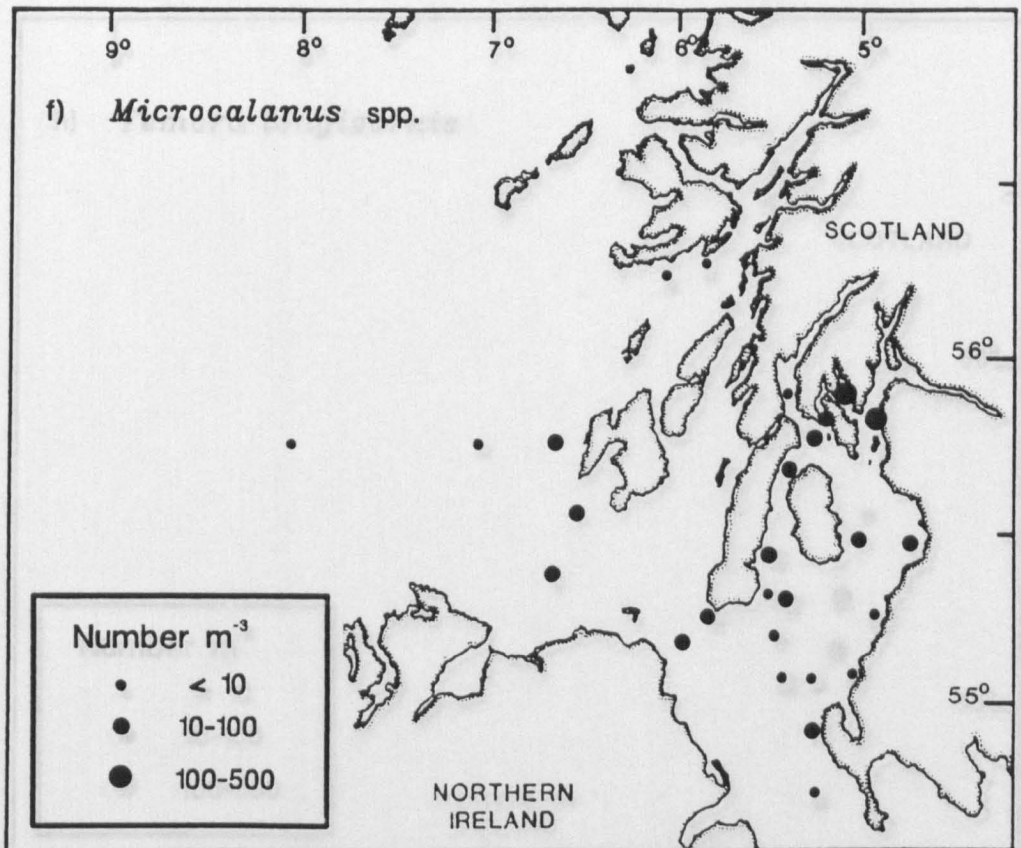 9° 8° 7° 6° 5°
f) Microcalanus spp.
SCOTLAND
56°
55°
Number m⁻³
< 10
10-100
100-500
NORTHERN
IRELAND